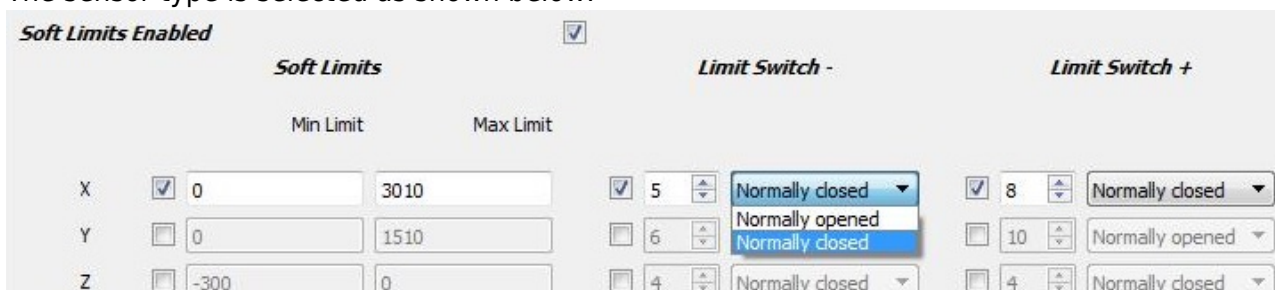 The sensor type is selected as shown below.
Soft Limits Enabled
Soft Limits Limit Switch - Limit Switch +
Min Limit Max Limit
X 0 3010 5 Normally closed 8 Normally closed
Normally opened
Y 0 1510 6 Normally closed 10 Normally opened
Z -300 0 4 Normally closed 4 Normally closed